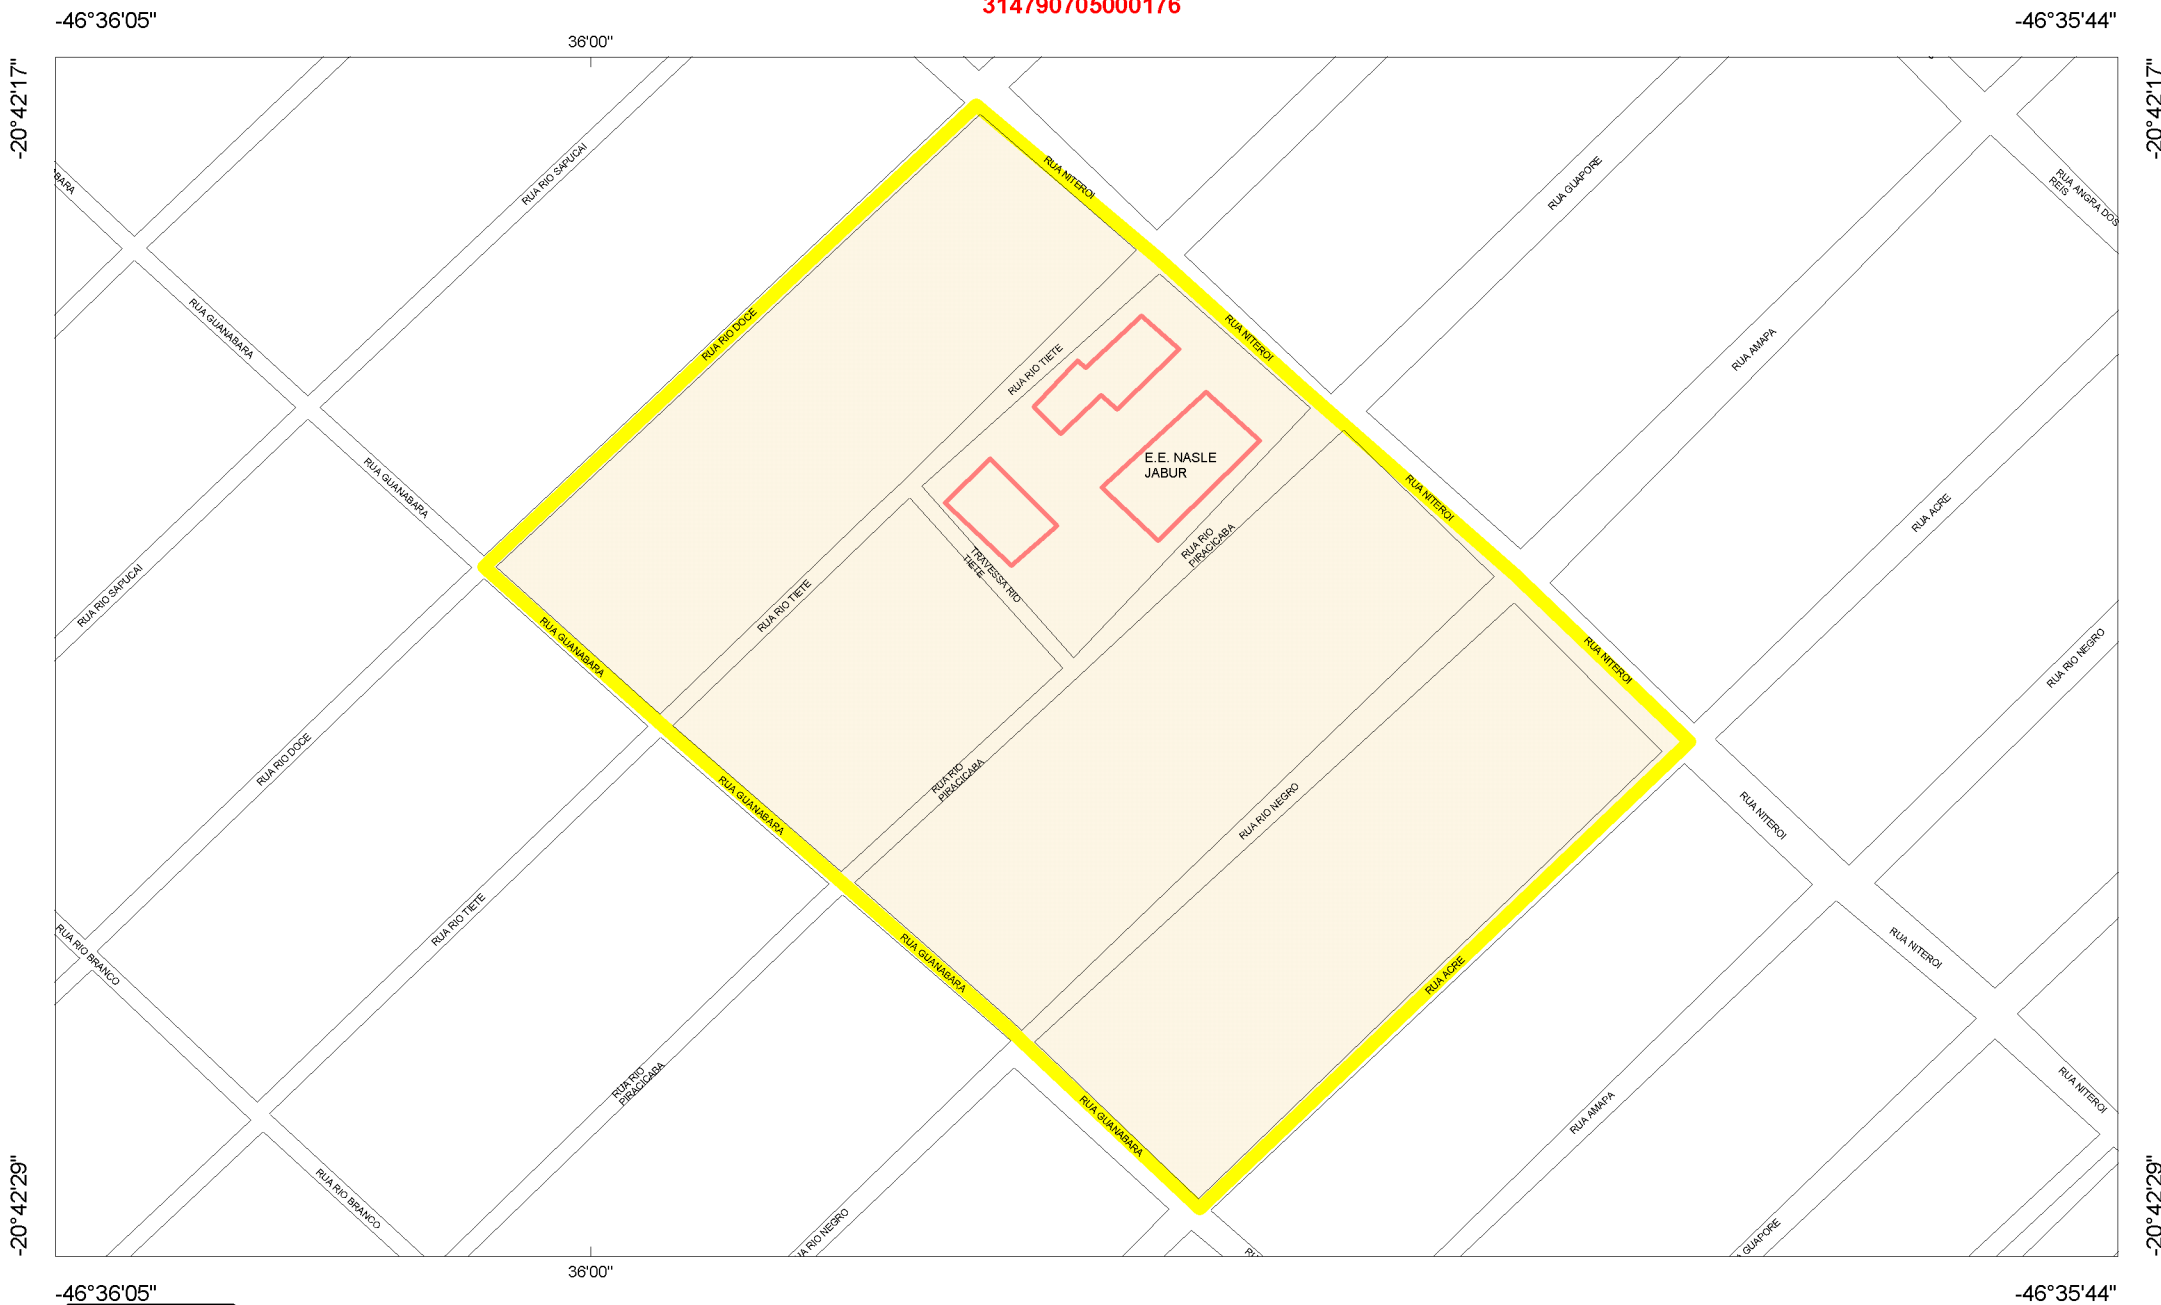 314790705000176
-46°36'05"
-46°35'44"
36'00"
-20°42'17"
-20°42'17"
RUA NITEROI
RUA RIO SAPUCAI
RUA GUAPORE
BARA
RUA ANGRA DOS
REIS
RUA GUANABARA
RUA RIO DOCE
RUA NITEROI
RUA AMAPA
RUA RIO TIETE
E.E. NASLE
JABUR
RUA GUANABARA
RUA NITEROI
RUA ACRE
RUA RIO
PIRACICABA
TRAVESSA RIO
TIETE
RUA RIO SAPUCAI
RUA RIO TIETE
RUA GUANABARA
RUA NITEROI
RUA RIO NEGRO
RUA RIO DOCE
RUA GUANABARA
RUA RIO
PIRACICABA
RUA RIO NEGRO
RUA NITEROI
RUA RIO TIETE
RUA RIO BRANCO
RUA GUANABARA
RUA ACRE
RUA NITEROI
RUA RIO
PIRACICABA
RUA GUANABARA
RUA AMAPA
RUA NITEROI
RUA RIO BRANCO
UA RIO NEGRO
RU
GUAPORE
-20°42'29"
-20°42'29"
36'00"
-46°36'05"
-46°35'44"